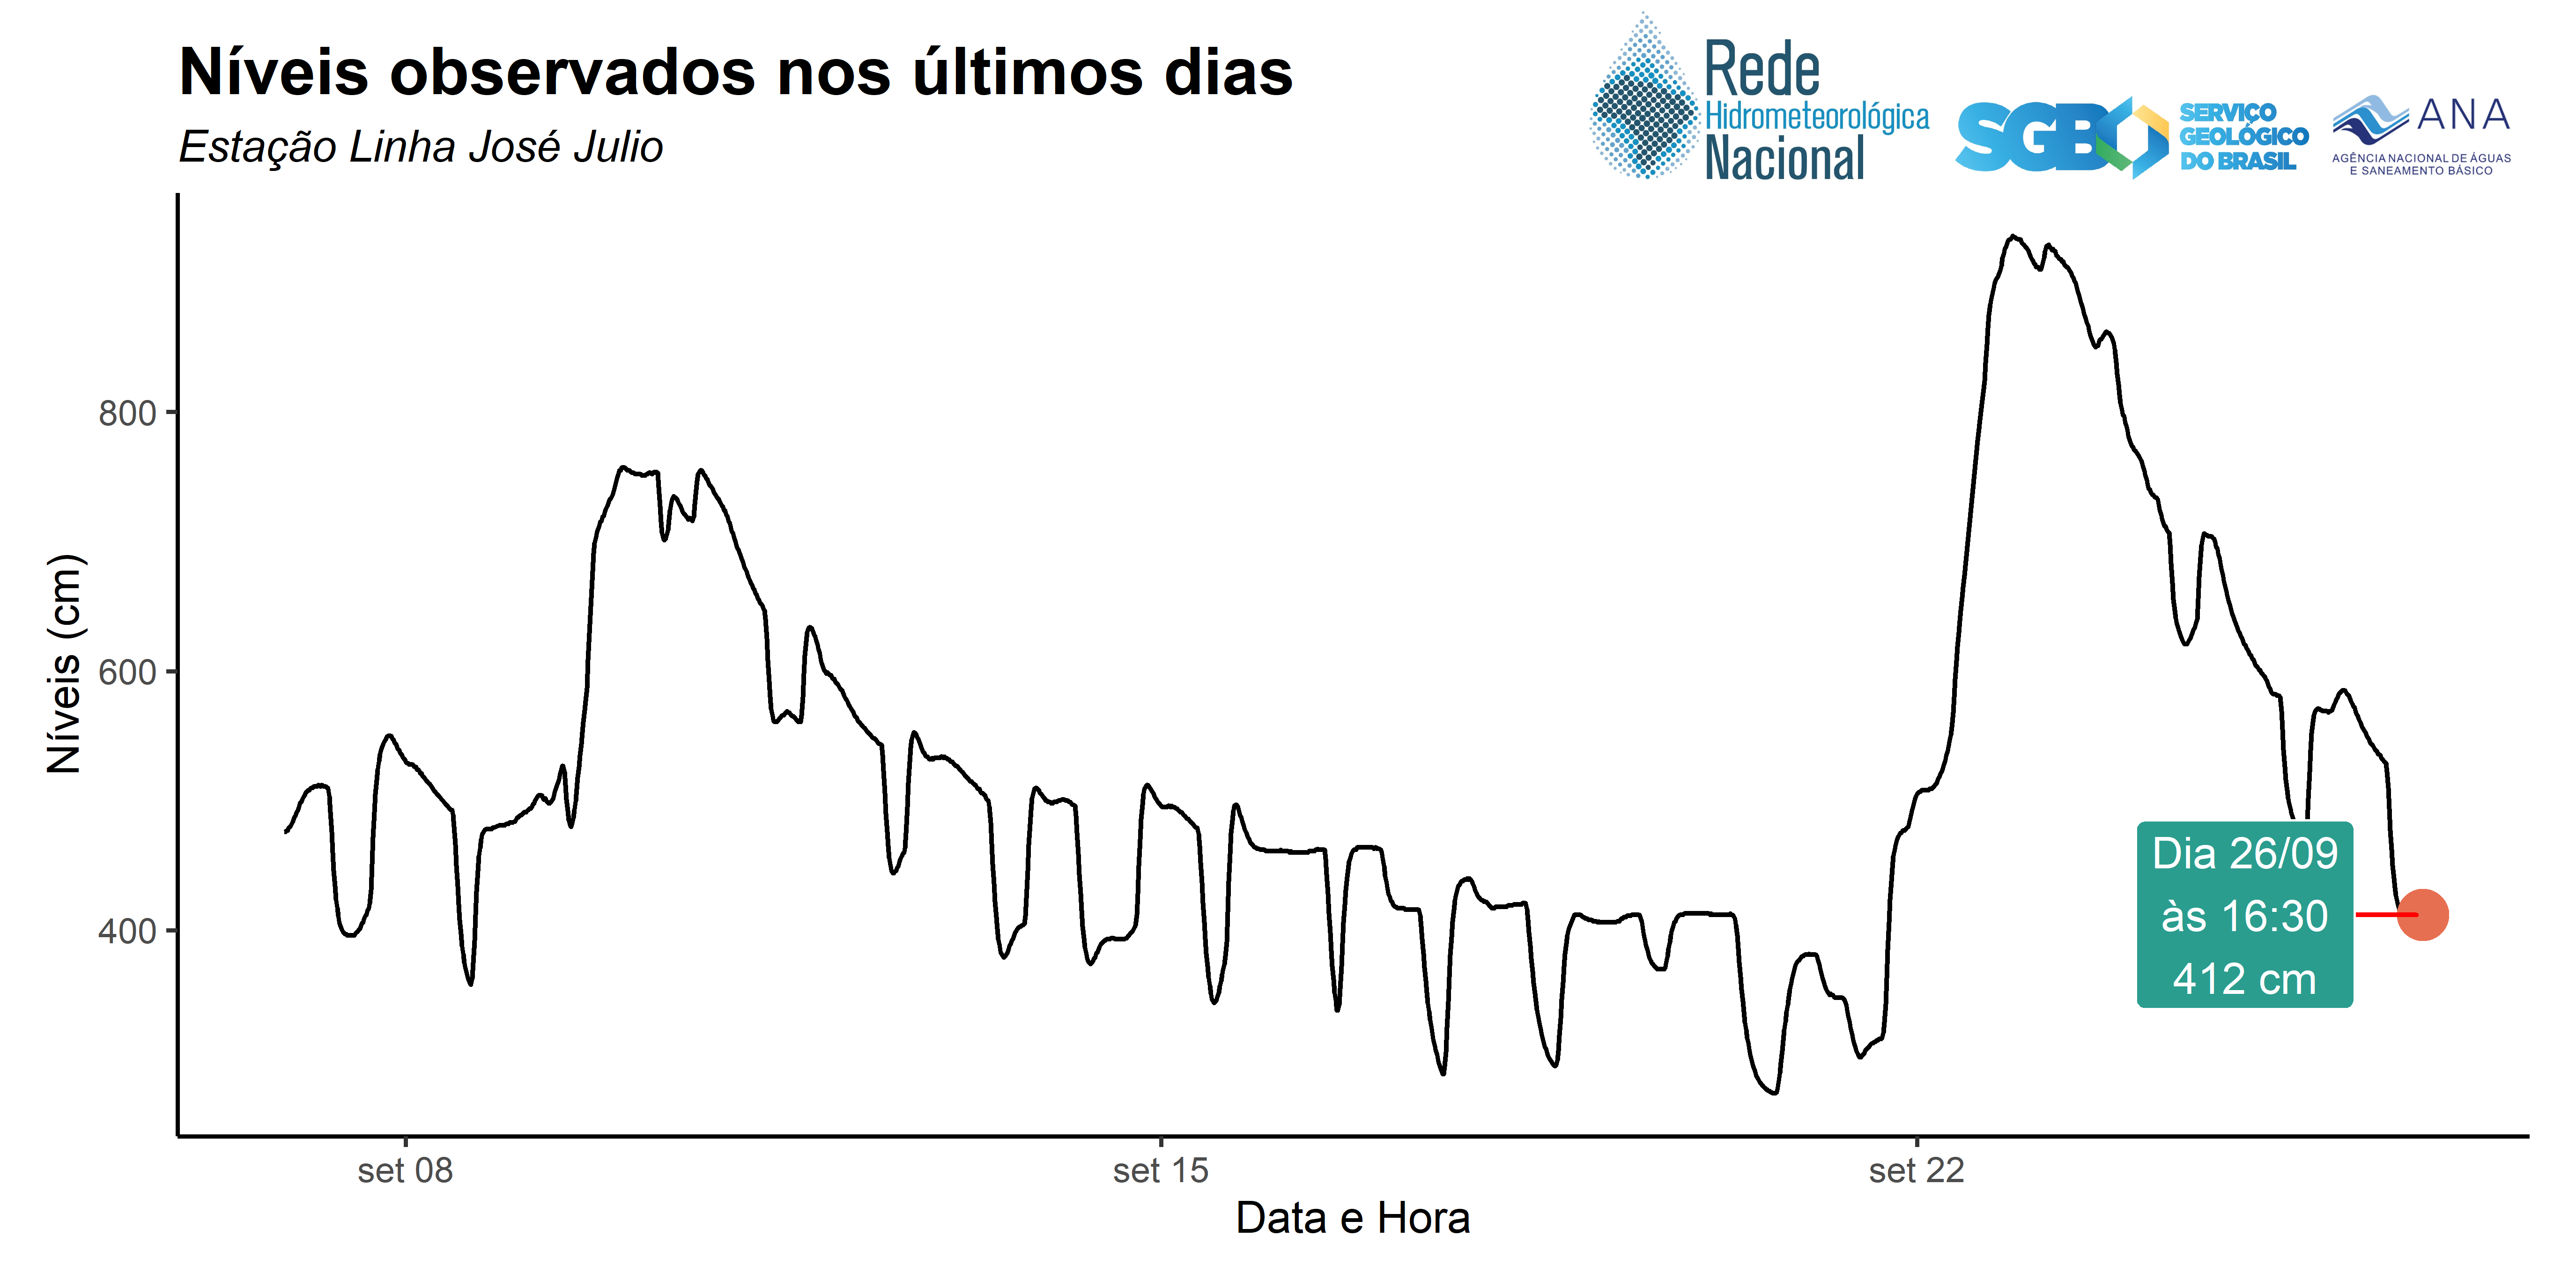 Níveis observados nos últimos dias
Estação Linha José Julio
Rede
Hidrometeorológica
Nacional
SGB
SERVIÇO
GEOLÓGICO
DO BRASIL
ANA
AGÊNCIA NACIONAL DE ÁGUAS
E SANEAMENTO BÁSICO
Níveis (cm)
800
600
400
Dia 26/09
às 16:30
412 cm
set 08
set 15
set 22
Data e Hora